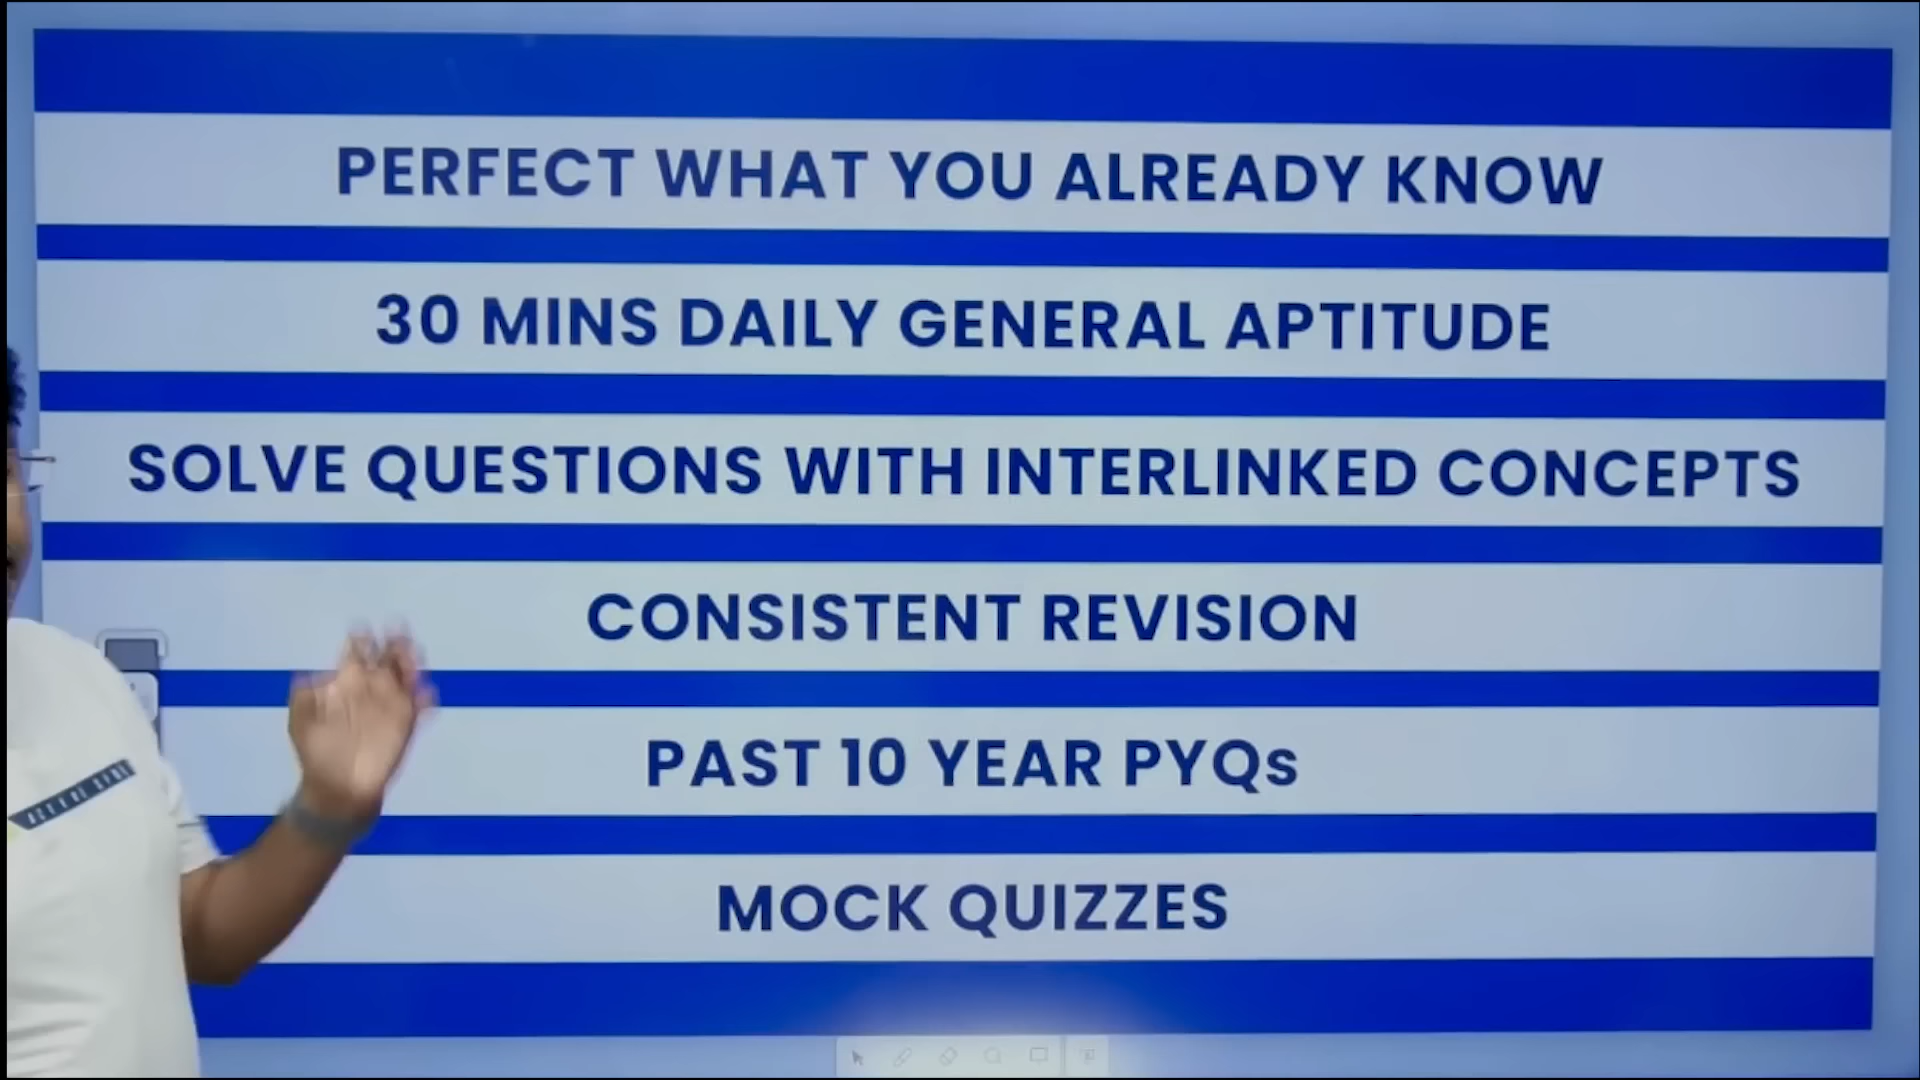 PERFECT WHAT YOU ALREADY KNOW
30 MINS DAILY GENERAL APTITUDE
SOLVE QUESTIONS WITH INTERLINKED CONCEPTS
CONSISTENT REVISION
PAST 10 YEAR PYQs
MOCK QUIZZES